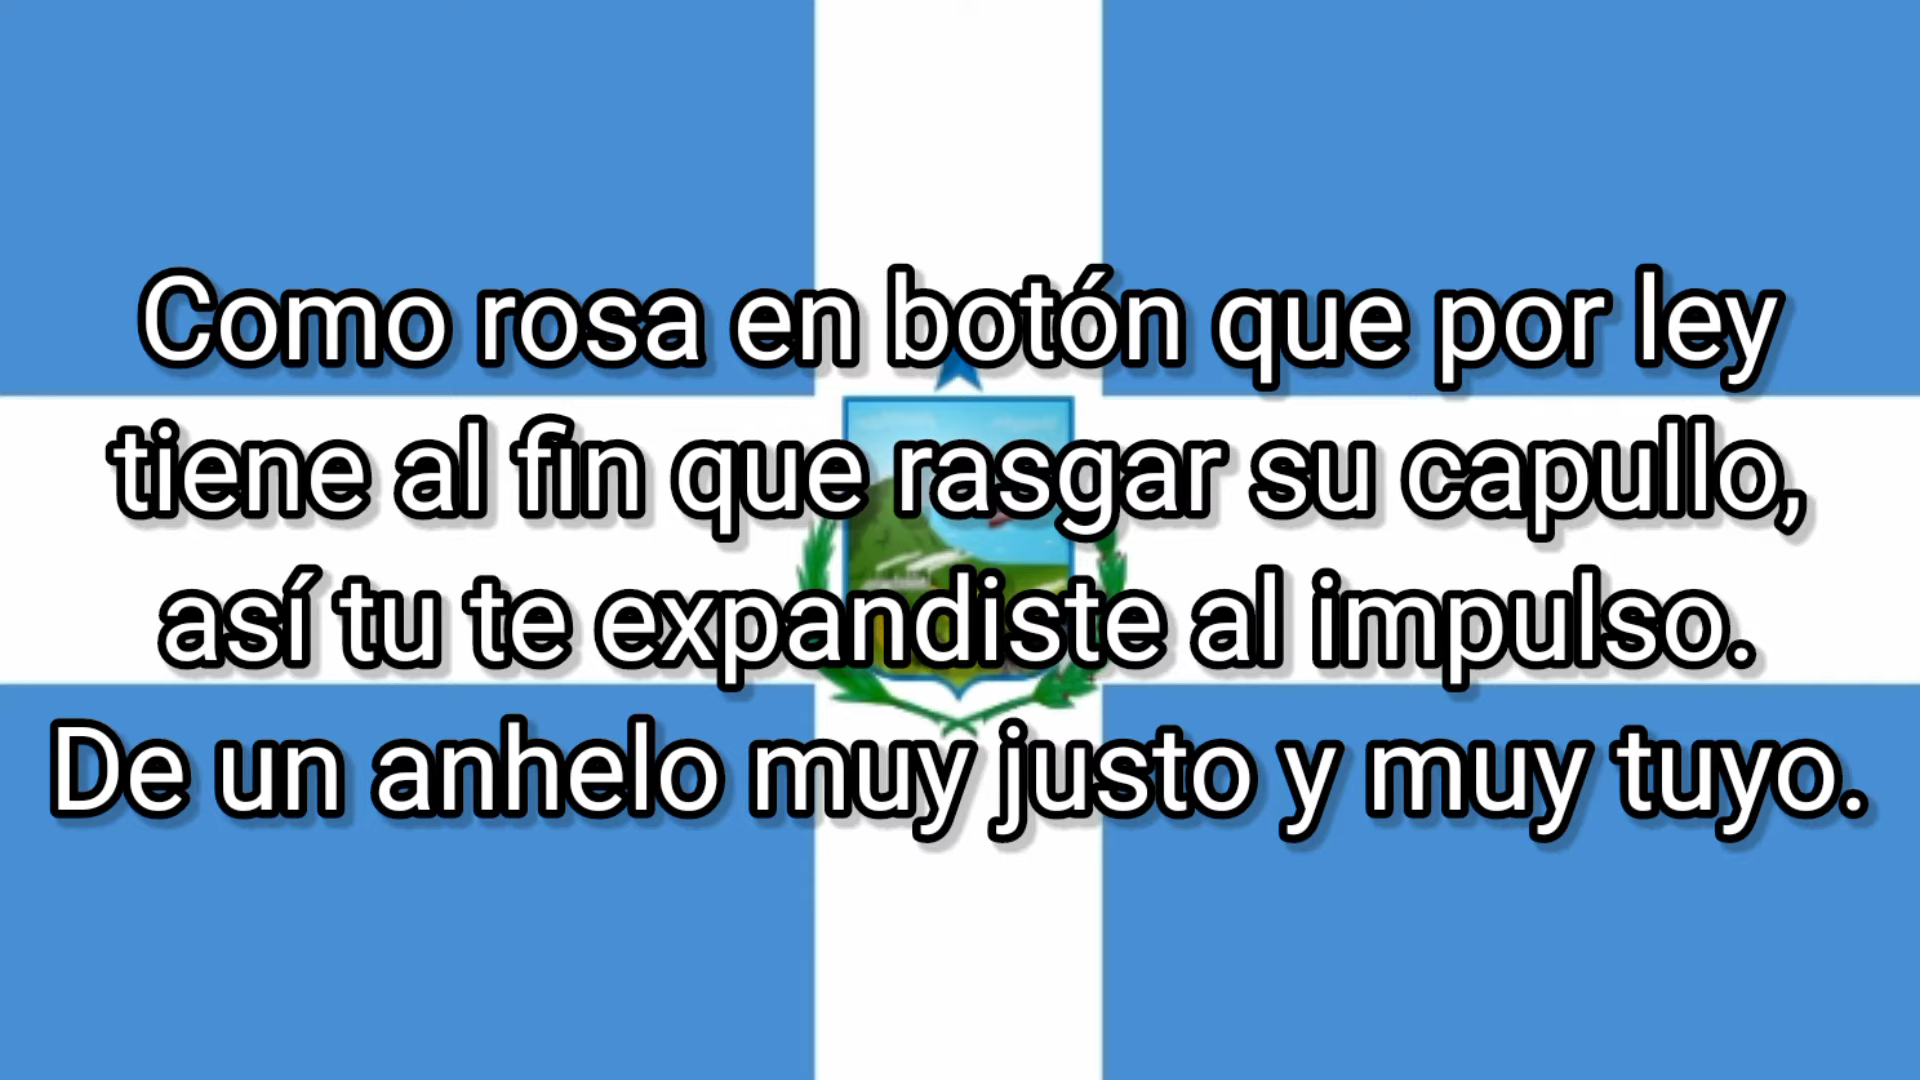 Como rosa en botón que por ley
tiene al fin que rasgar su capullo,
así tu te expandiste al impulso.
De un anhelo muy justo y muy tuyo.